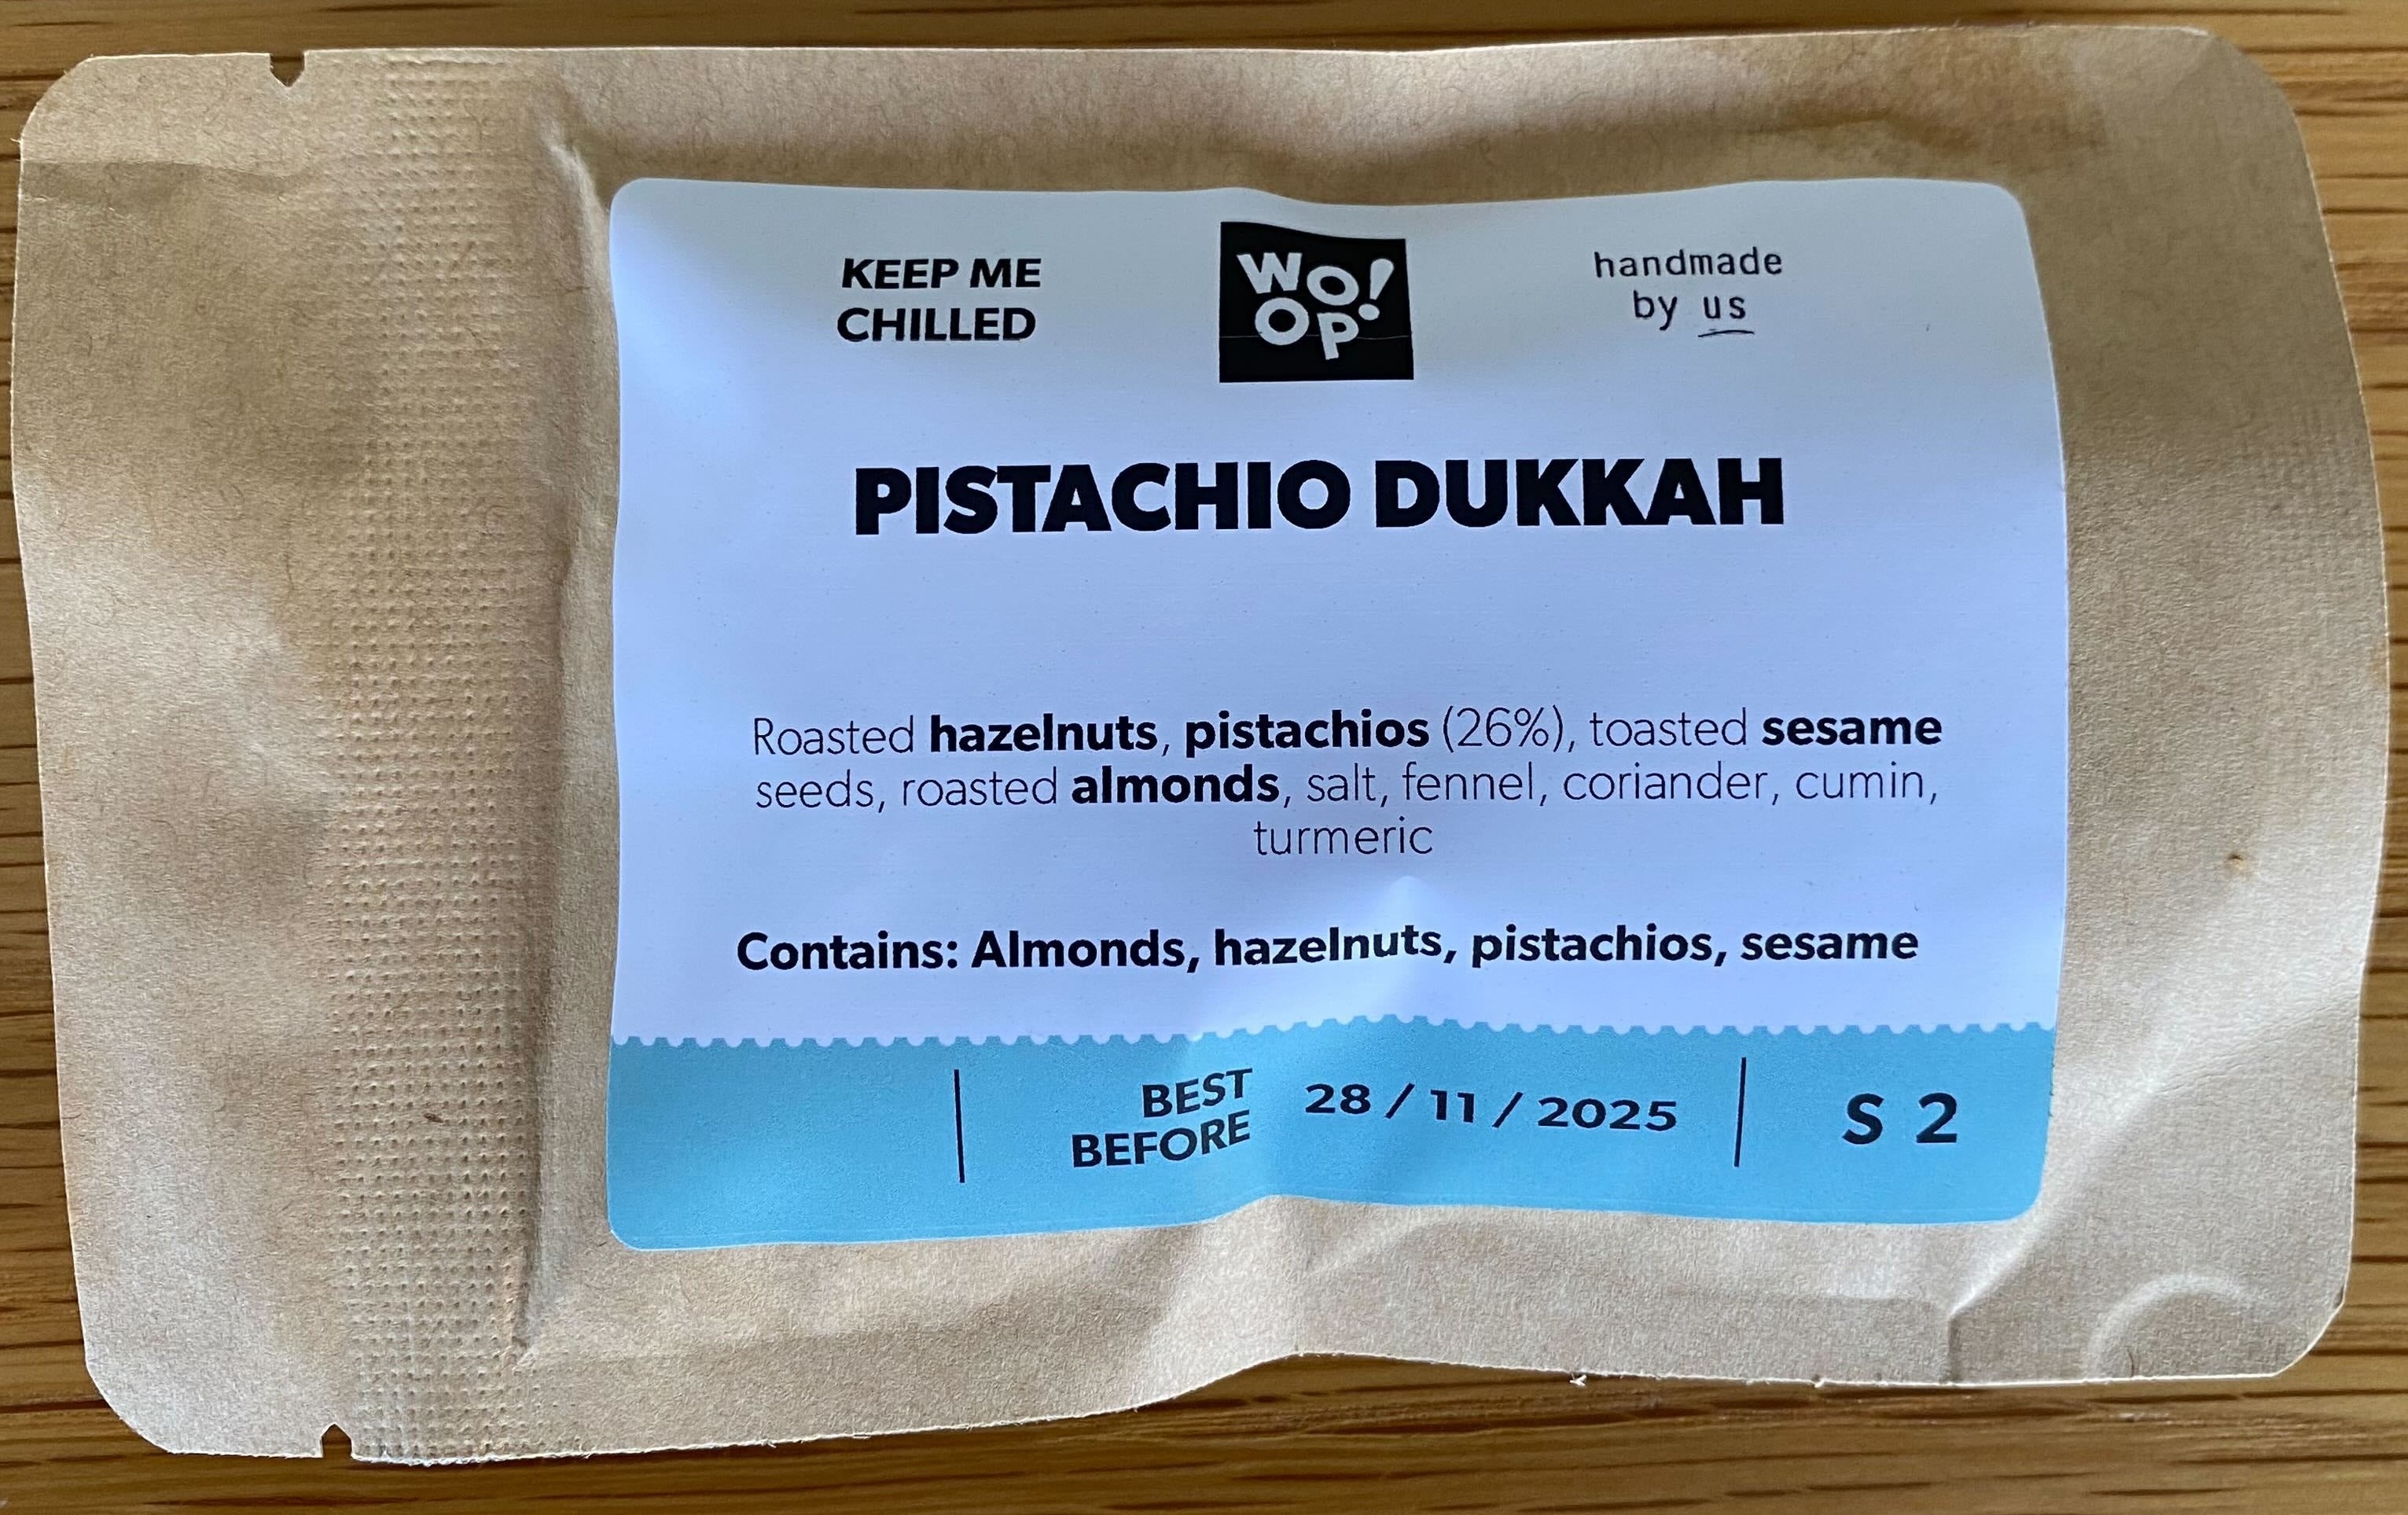 KEEP ME
CHILLED
WO!
OP
handmade
by us
PISTACHIO DUKKAH
Roasted hazelnuts, pistachios (26%), toasted sesame
seeds, roasted almonds, salt, fennel, coriander, cumin,
turmeric
Contains: Almonds, hazelnuts, pistachios, sesame
BEST
BEFORE
28 / 11 / 2025
S 2